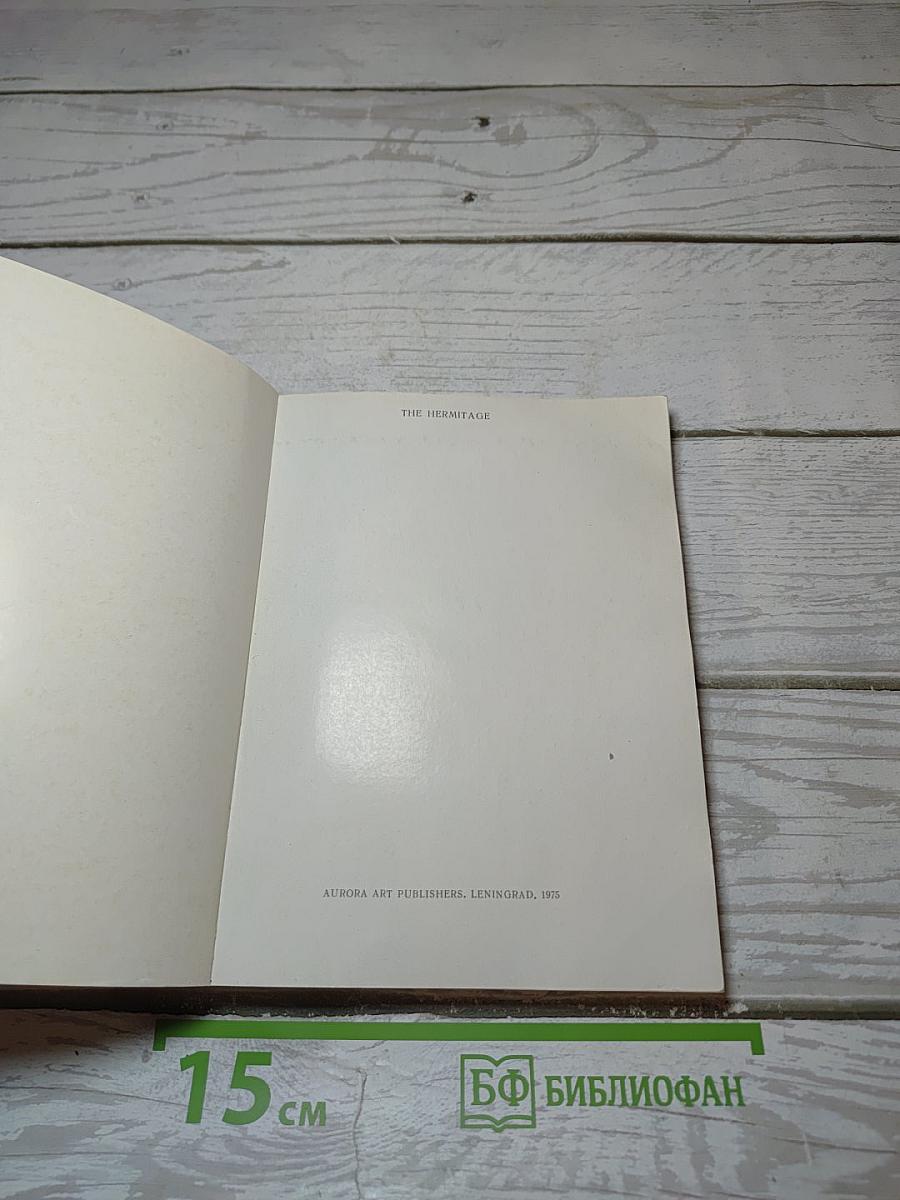 THE HERMITAGE
AURORA ART PUBLISHERS. LENINGRAD, 1975
15 см
БФ БИБЛИОФАН